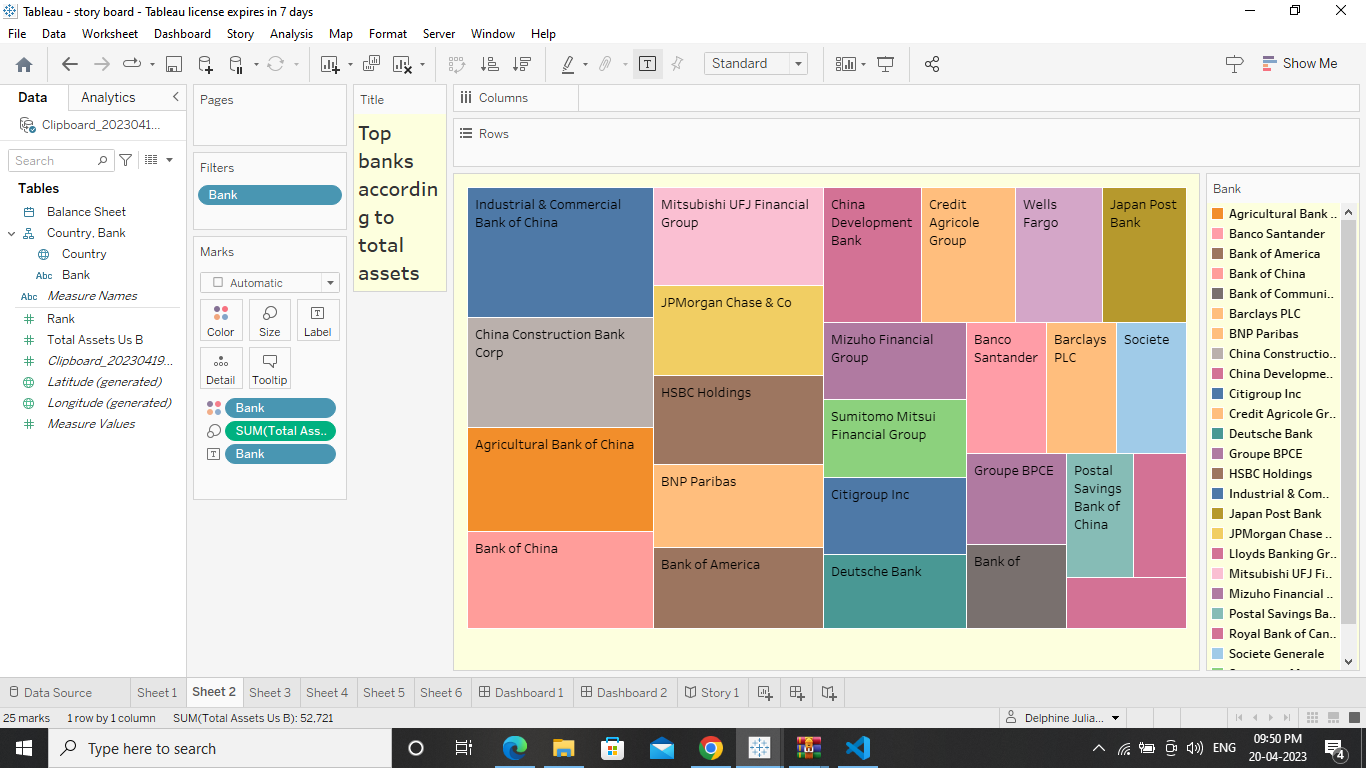 Tableau - story board - Tableau license expires in 7 days
File Data Worksheet Dashboard Story Analysis Map Format Server Window Help
Standard
Show Me
Data
Analytics
Clipboard_2023041...
Search
Tables
Balance Sheet
Country, Bank
Country
Abc Bank
Abc Measure Names
Rank
Total Assets Us B
Clipboard_20230419...
Latitude (generated)
Longitude (generated)
Measure Values
Pages
Filters
Bank
Marks
Automatic
Color
Size
Label
Detail
Tooltip
Bank
SUM(Total Ass..
Bank
Title
Top
banks
accordin
g to
total
assets
Columns
Rows
Industrial & Commercial
Bank of China
China Construction Bank
Corp
Agricultural Bank of China
Bank of China
Mitsubishi UFJ Financial
Group
JPMorgan Chase & Co
HSBC Holdings
BNP Paribas
Bank of America
China
Development
Bank
Credit
Agricole
Group
Wells
Fargo
Japan Post
Bank
Mizuho Financial
Group
Sumitomo Mitsui
Financial Group
Citigroup Inc
Deutsche Bank
Banco
Santander
Barclays
PLC
Societe
Groupe BPCE
Bank of
Postal
Savings
Bank of
China
Bank
Agricultural Bank ..
Banco Santander
Bank of America
Bank of China
Bank of Communi..
Barclays PLC
BNP Paribas
China Constructio..
China Developme..
Citigroup Inc
Credit Agricole Gr..
Deutsche Bank
Groupe BPCE
HSBC Holdings
Industrial & Com..
Japan Post Bank
JPMorgan Chase ..
Lloyds Banking Gr..
Mitsubishi UFJ Fi..
Mizuho Financial ..
Postal Savings Ba..
Royal Bank of Can..
Societe Generale
Data Source
Sheet 1
Sheet 2
Sheet 3
Sheet 4
Sheet 5
Sheet 6
Dashboard 1
Dashboard 2
Story 1
25 marks 1 row by 1 column SUM(Total Assets Us B): 52.721
Delphine Julia...
Type here to search
ENG
09:50 PM
20-04-2023
4